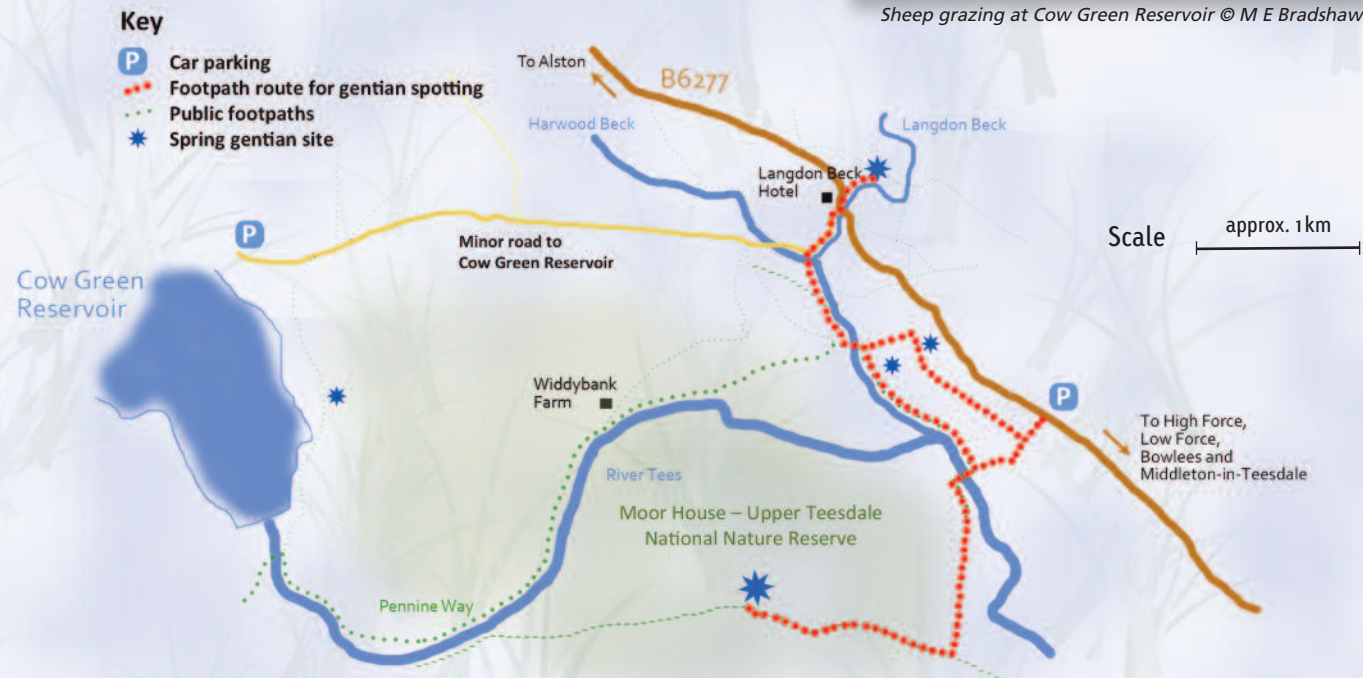 Sheep grazing at Cow Green Reservoir © M E Bradshaw
Key
P Car parking
Footpath route for gentian spotting
Public footpaths
Spring gentian site
To Alston
B6277
Harwood Beck
Langdon Beck
Langdon Beck
Hotel
P
Minor road to
Cow Green Reservoir
Scale
approx. 1km
Cow Green
Reservoir
Widdybank
Farm
P
To High Force,
Low Force,
Bowlees and
Middleton-in-Teesdale
River Tees
Moor House – Upper Teesdale
National Nature Reserve
Pennine Way